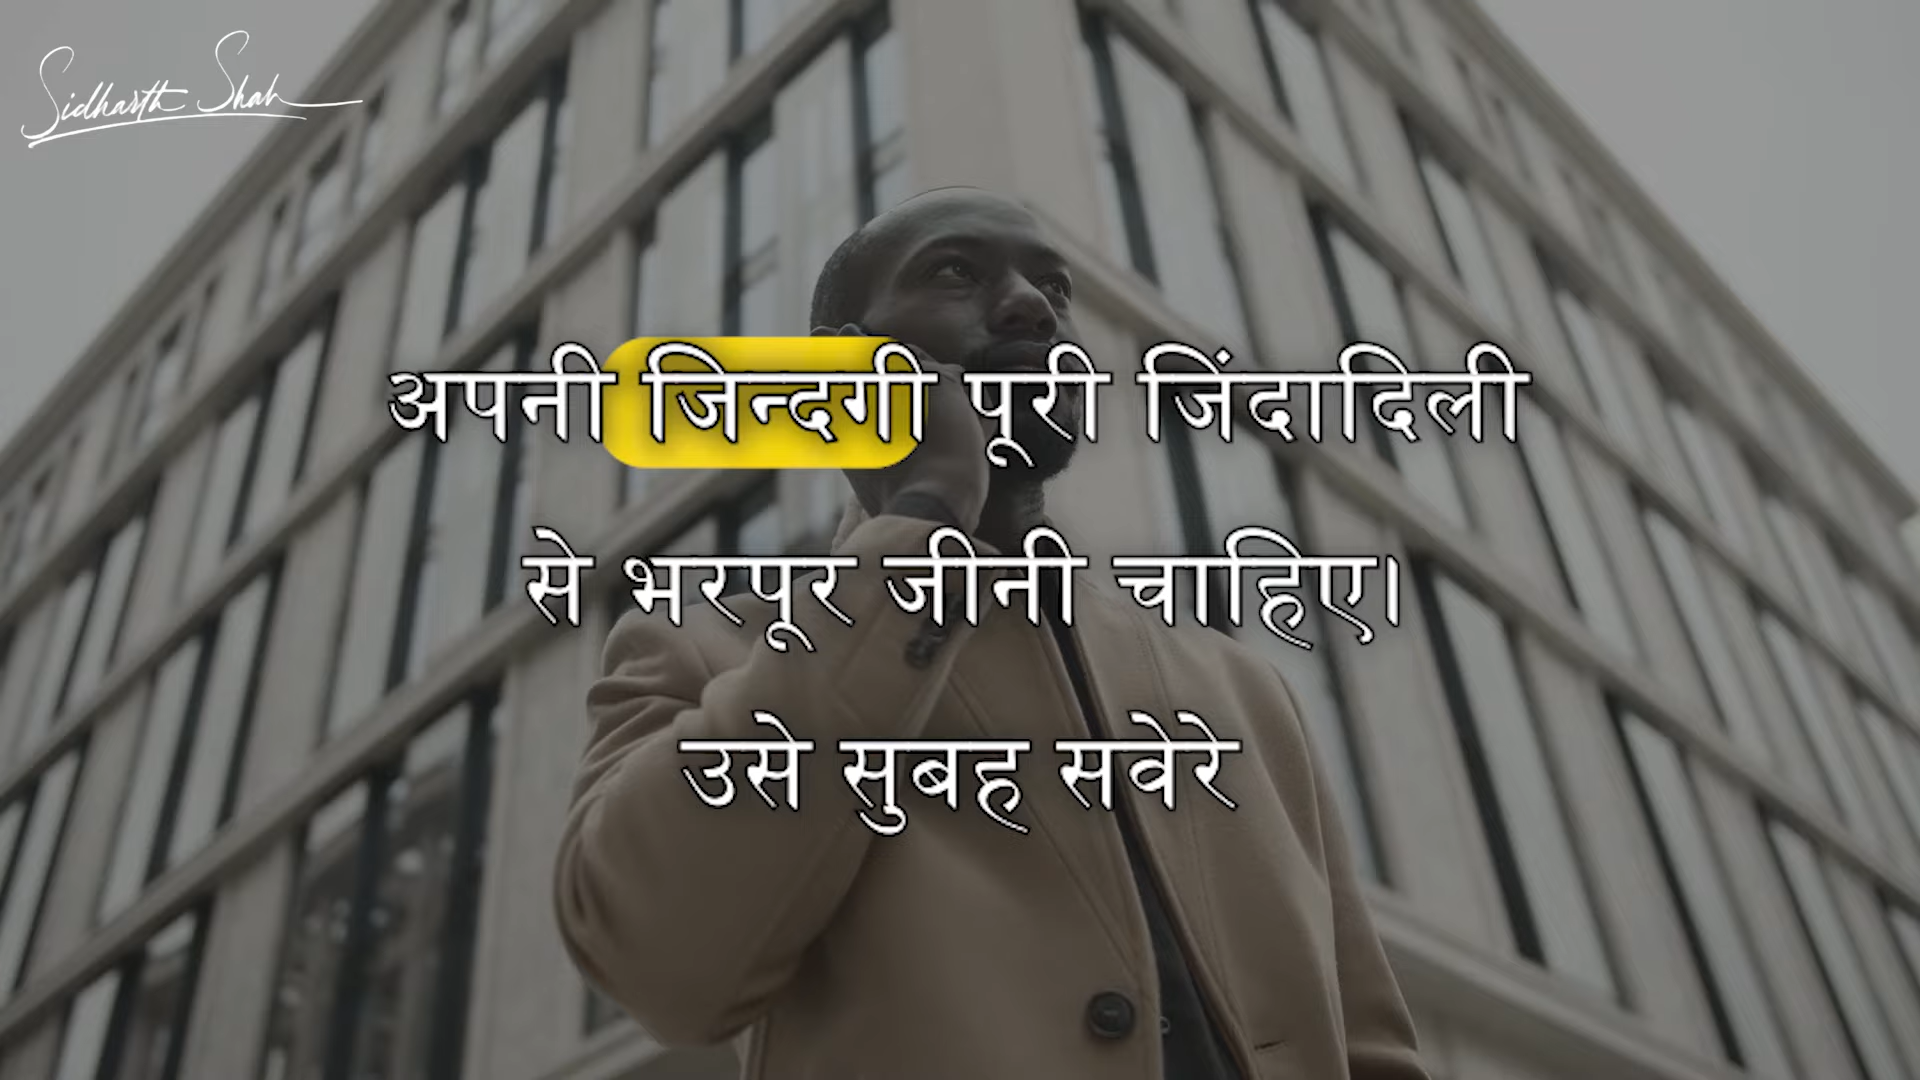 Sidharth Shah
अपनी जिन्दगी पूरी जिंदादिली
से भरपूर जीनी चाहिए।
उसे सुबह सवेरे